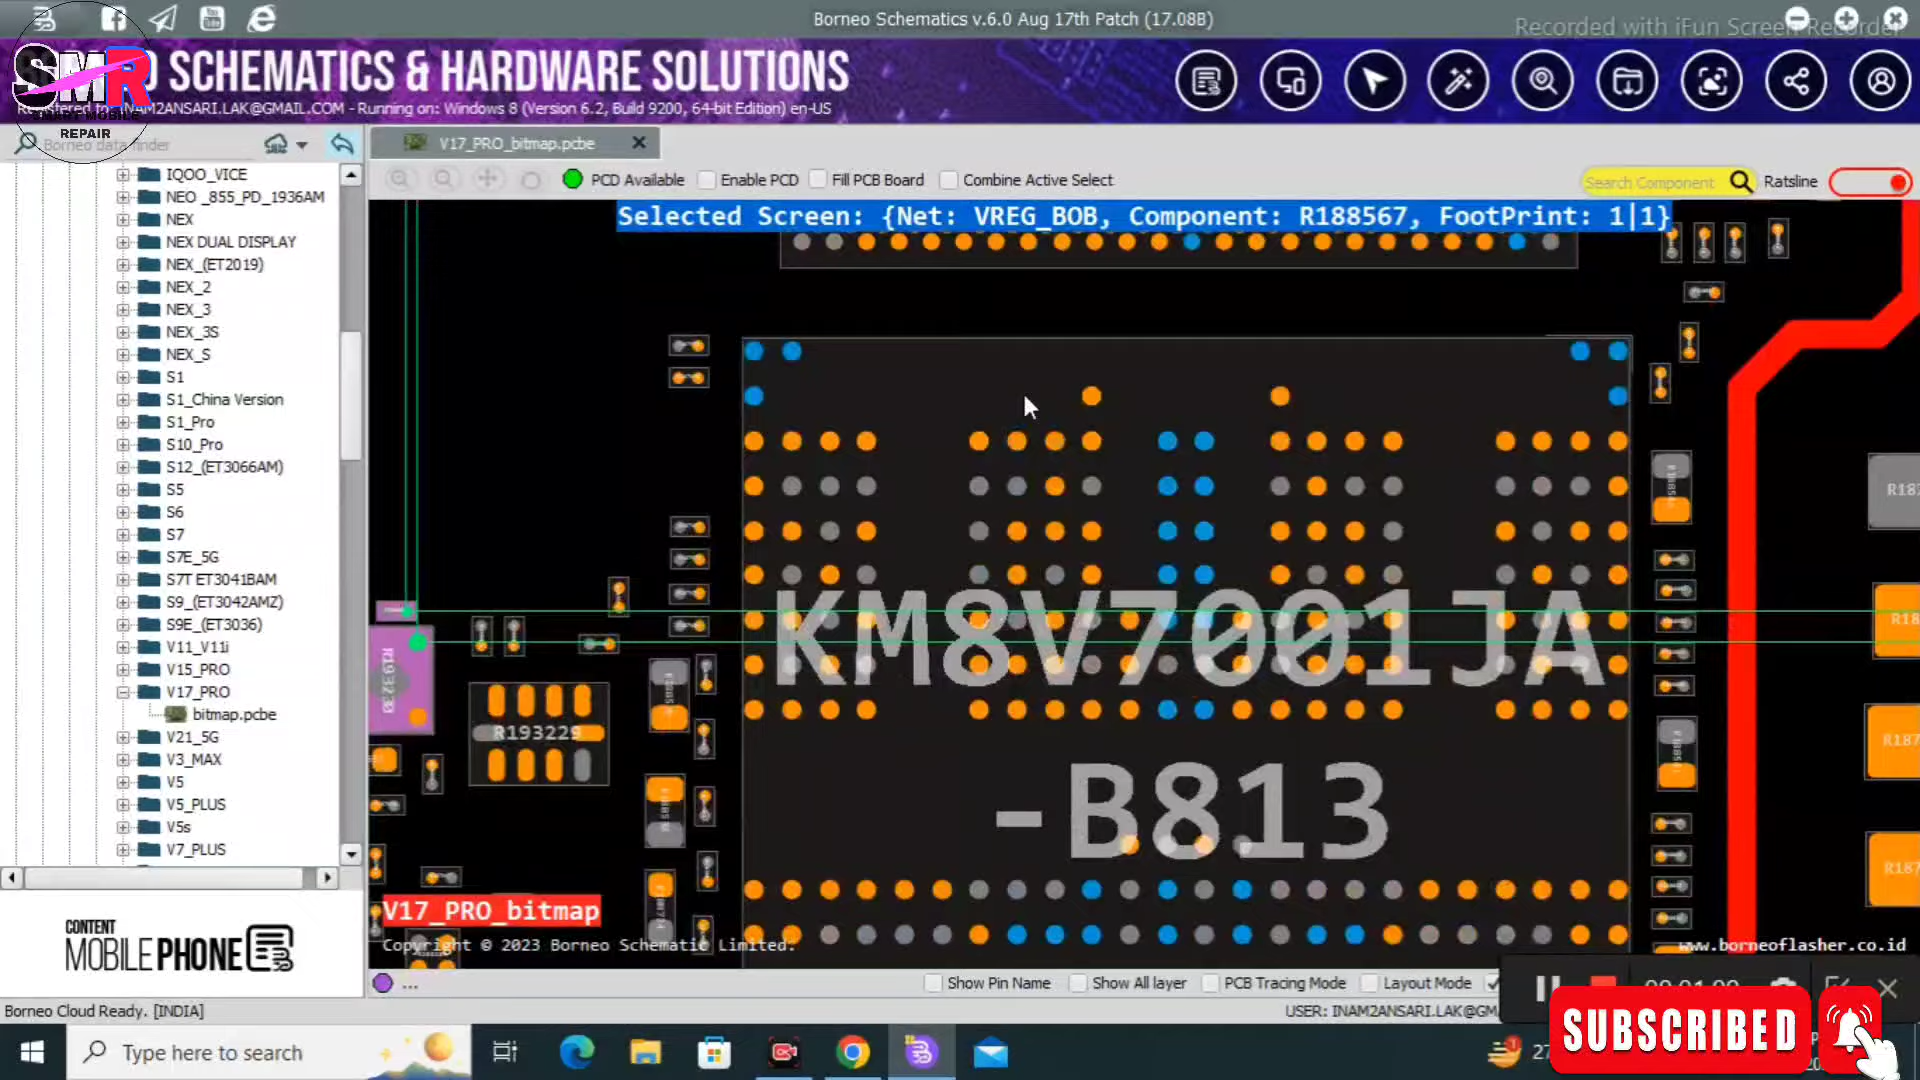 Borneo Schematics v.6.0 Aug 17th Patch (17.08B)
Recorded with iFun Screen Recorder
SCHEMATICS & HARDWARE SOLUTIONS
SMR
SMART MOBILE
REPAIR
Registered to: INAM2ANSARI.LAK@GMAIL.COM - Running on: Windows 8 (Version 6.2, Build 9200, 64-bit Edition) en-US
Borneo data finder
V17_PRO_bitmap.pcbe
PCD Available
Enable PCD
Fill PCB Board
Combine Active Select
Search Component
Ratsline
Selected Screen: {Net: VREG_BOB, Component: R188567, FootPrint: 1|1}
IQOO_VICE
NEO _855_PD_1936AM
NEX
NEX DUAL DISPLAY
NEX_(ET2019)
NEX_2
NEX_3
NEX_3S
NEX_S
S1
S1_China Version
S1_Pro
S10_Pro
S12_(ET3066AM)
S5
S6
S7
S7E_5G
S7T ET3041BAM
S9_(ET3042AMZ)
S9E_(ET3036)
V11_V11i
V15_PRO
V17_PRO
bitmap.pcbe
V21_5G
V3_MAX
V5
V5_PLUS
V5s
V7_PLUS
KM8V7001JA
-B813
R193230
R193229
V17_PRO_bitmap
Copyright © 2023 Borneo Schematic Limited.
www.borneoflasher.co.id
CONTENT
MOBILE PHONE
...
Show Pin Name
Show All layer
PCB Tracing Mode
Layout Mode
Borneo Cloud Ready. [INDIA]
USER: INAM2ANSARI.LAK@GM
SUBSCRIBED
Type here to search